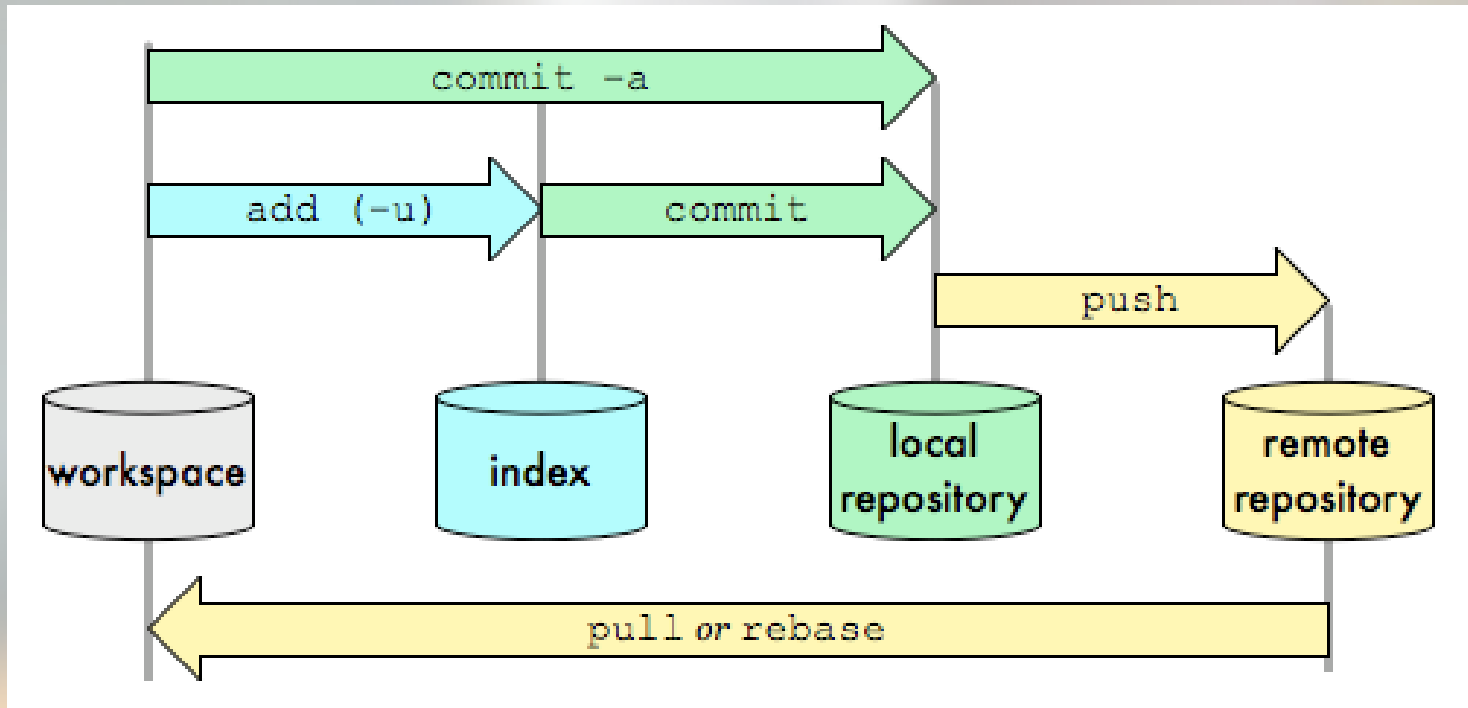 commit -a
add (-u)
commit
push
workspace
index
local
repository
remote
repository
pull or rebase